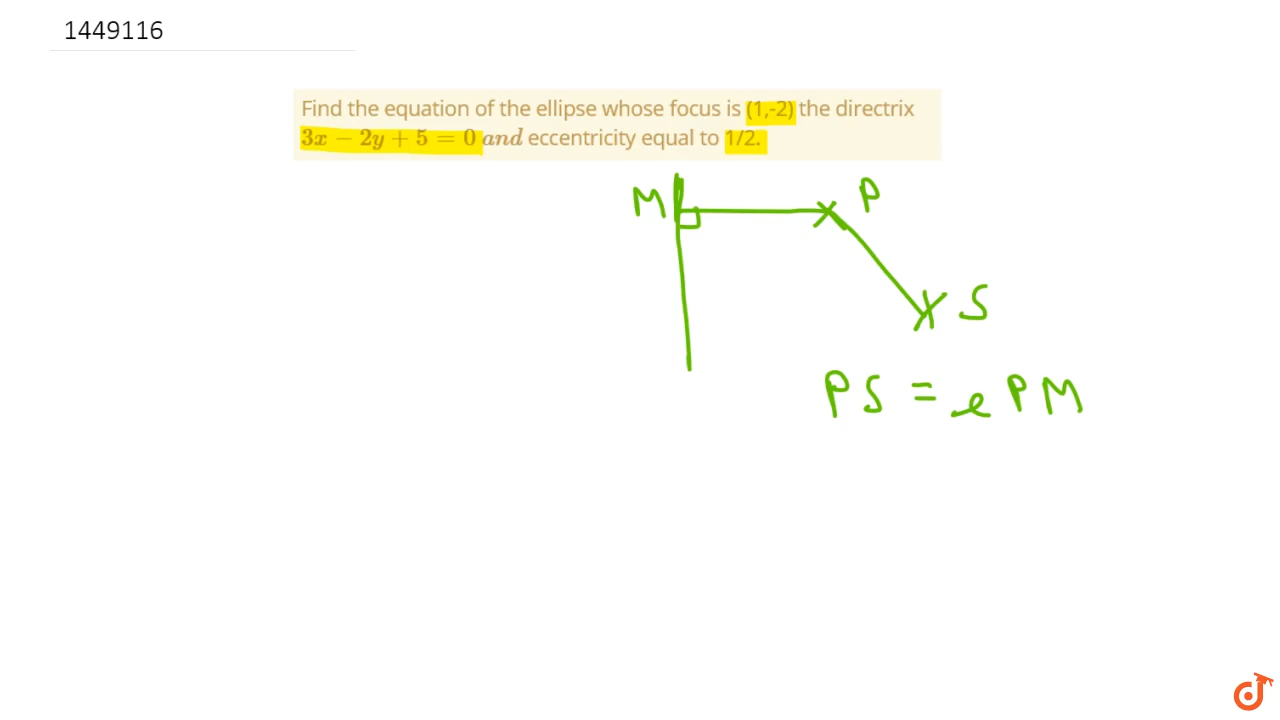 1449116
Find the equation of the ellipse whose focus is (1,-2) the directrix
3x − 2y + 5 = 0 and eccentricity equal to 1/2.
M P
S
PS = e PM